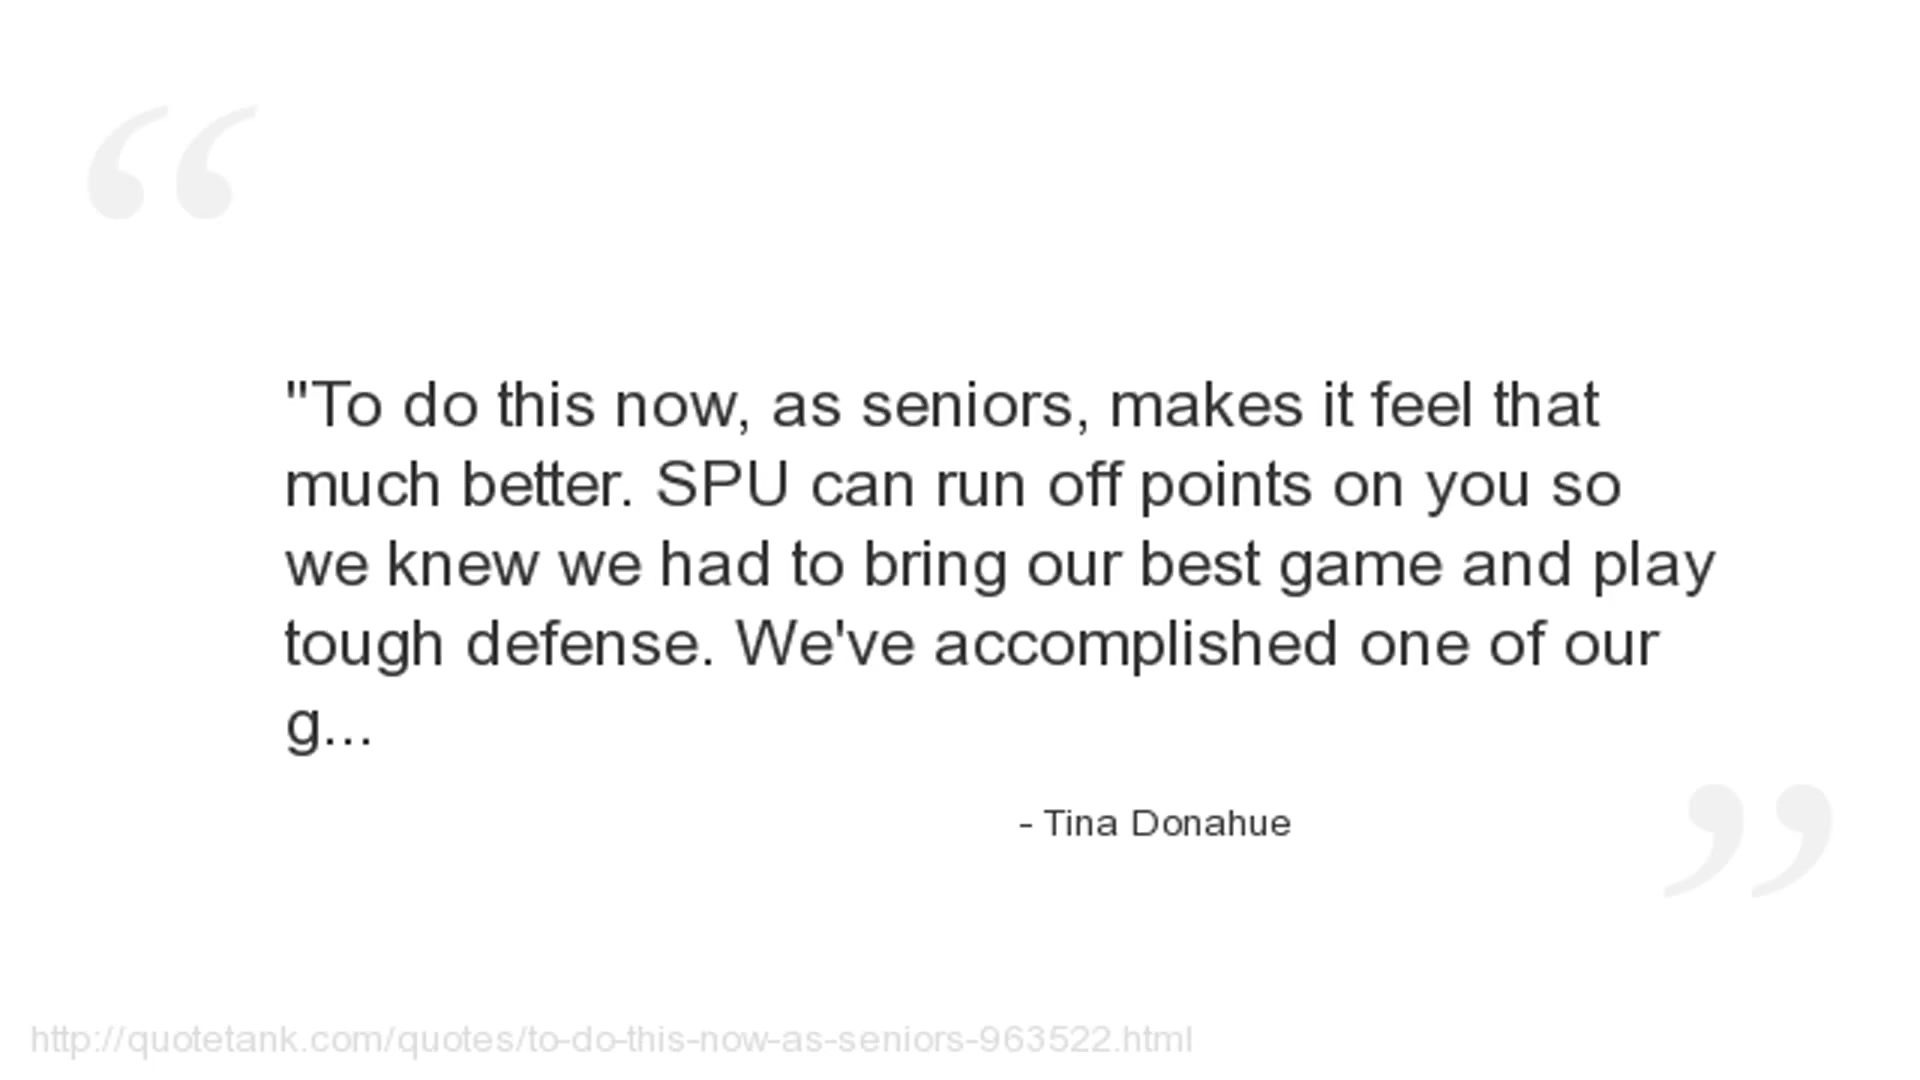 "To do this now, as seniors, makes it feel that
much better. SPU can run off points on you so
we knew we had to bring our best game and play
tough defense. We've accomplished one of our
g...
- Tina Donahue
http://quotetank.com/quotes/to-do-this-now-as-seniors-963522.html